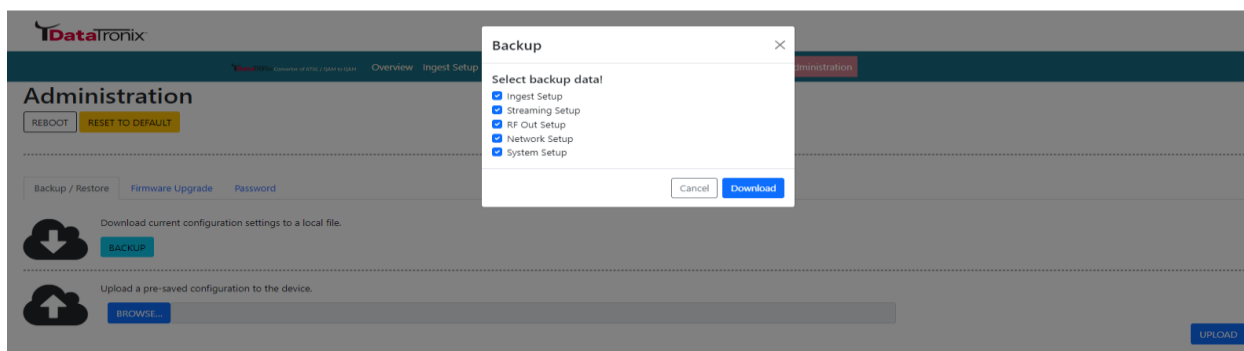 DataTronix
Overview Ingest Setup
Administration
REBOOT RESET TO DEFAULT
Backup / Restore Firmware Upgrade Password
Download current configuration settings to a local file.
BACKUP
Upload a pre-saved configuration to the device.
BROWSE...
UPLOAD
Backup
Select backup data!
Ingest Setup
Streaming Setup
RF Out Setup
Network Setup
System Setup
Cancel Download